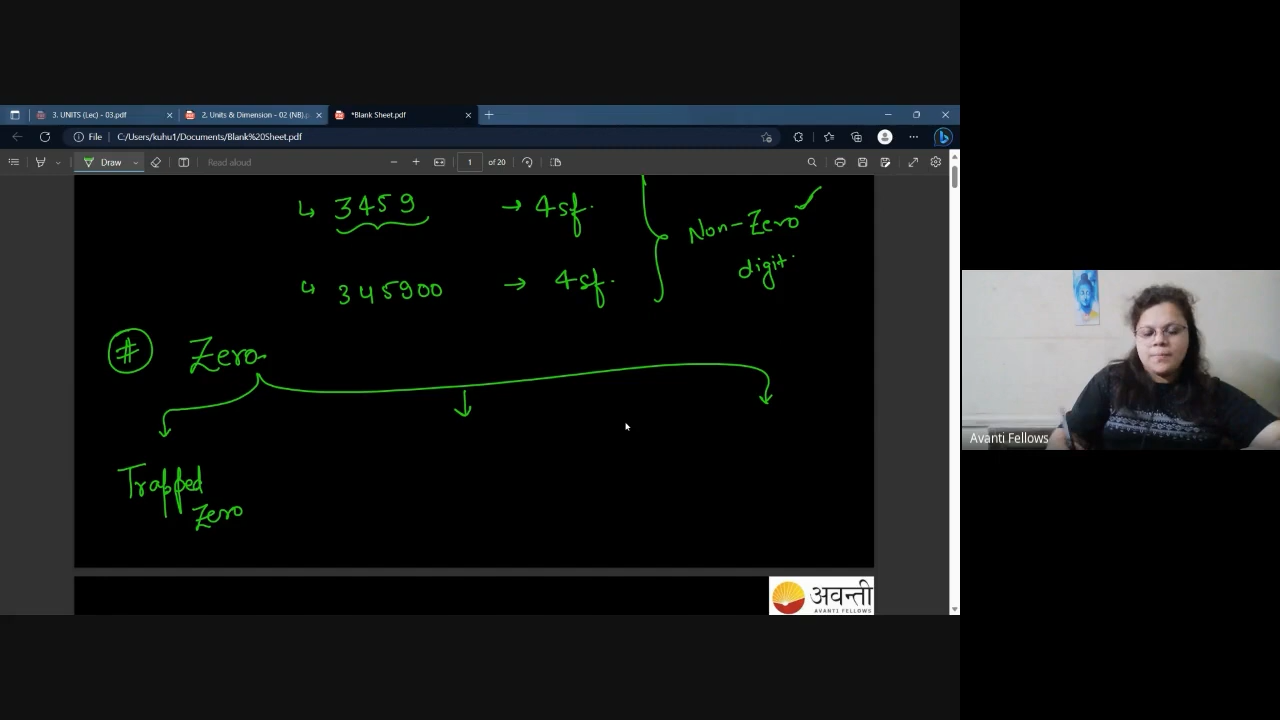 3. UNITS (Lec) - 03.pdf
2. Units & Dimension - 02 (NB).p
*Blank Sheet.pdf
File C:/Users/kuhu1/Documents/Blank%20Sheet.pdf
Draw Read aloud 1 of 20
↳ 3459 → 4sf.
Non-Zero ✓
digit.
↳ 345900 → 4sf.
# Zero
Trapped
Zero
अवन्ती
AVANTI FELLOWS
Avanti Fellows